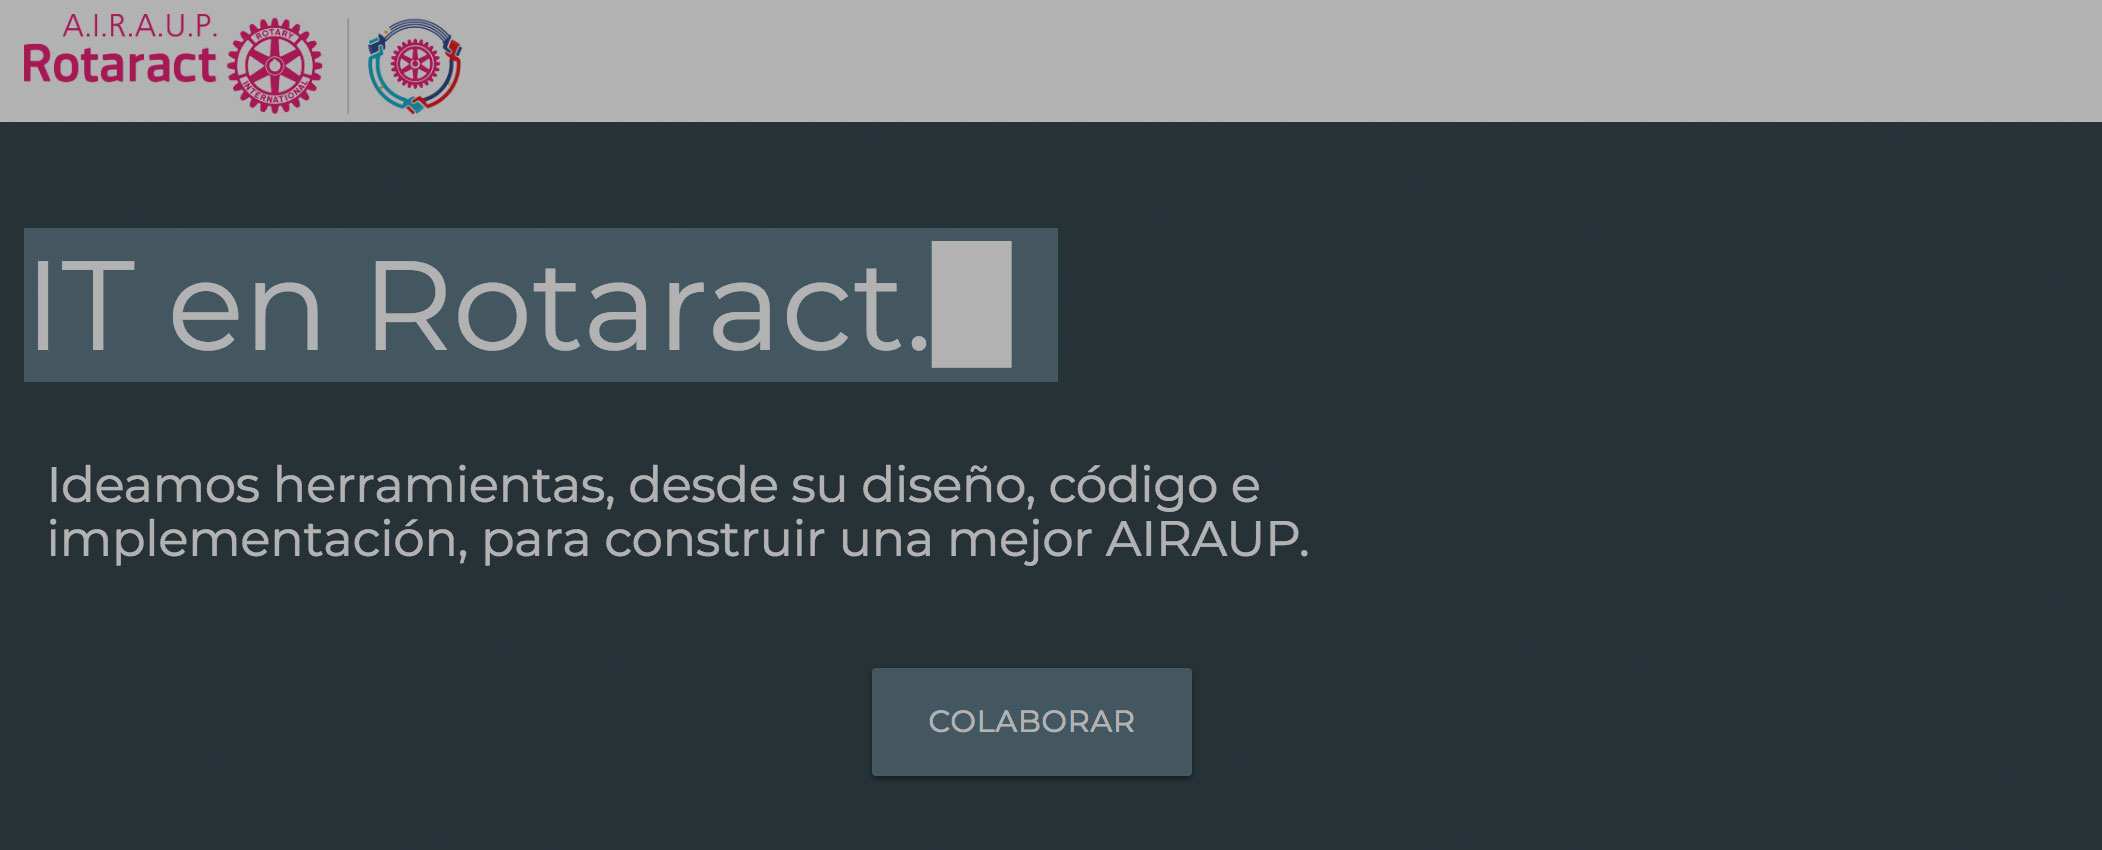 A.I.R.A.U.P.
Rotaract
ROTARY
INTERNATIONAL
IT en Rotaract.
Ideamos herramientas, desde su diseño, código e
implementación, para construir una mejor AIRAUP.
COLABORAR